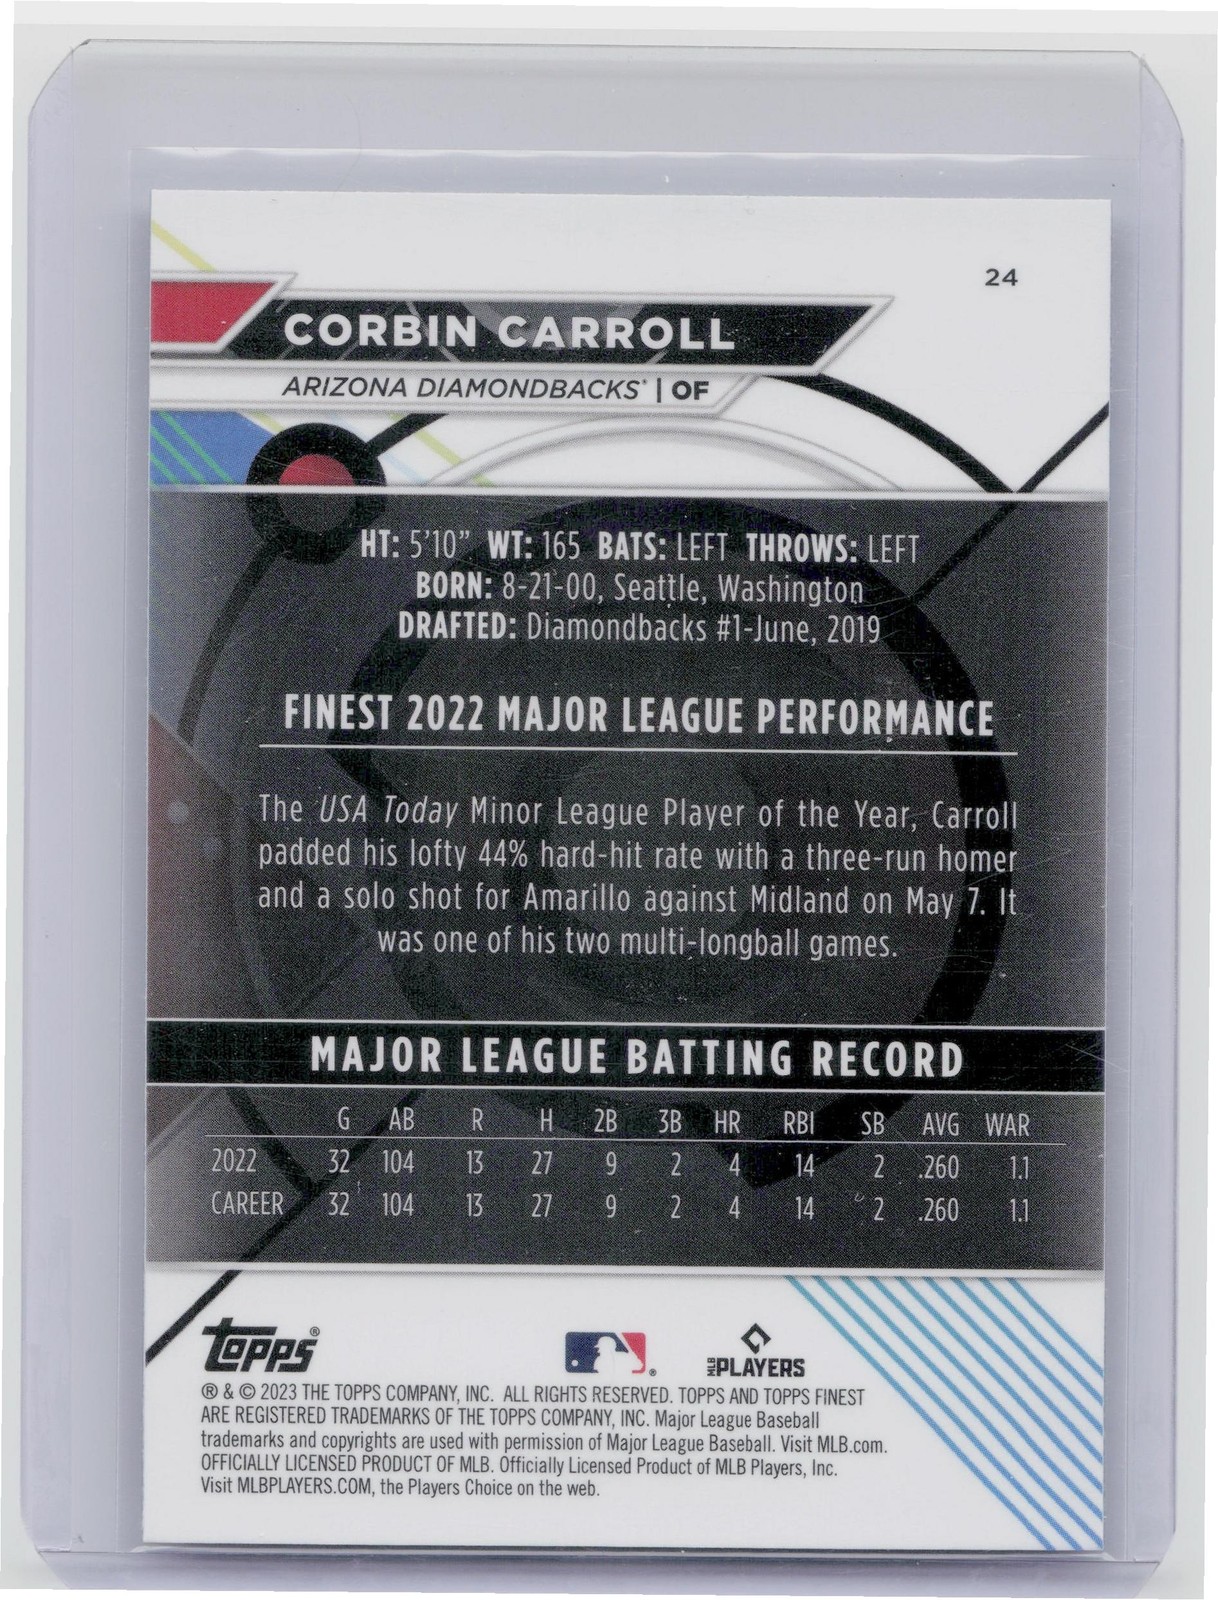 24
CORBIN CARROLL
ARIZONA DIAMONDBACKS® | OF
HT: 5'10" WT: 165 BATS: LEFT THROWS: LEFT
BORN: 8-21-00, Seattle, Washington
DRAFTED: Diamondbacks #1-June, 2019
FINEST 2022 MAJOR LEAGUE PERFORMANCE
The USA Today Minor League Player of the Year, Carroll
padded his lofty 44% hard-hit rate with a three-run homer
and a solo shot for Amarillo against Midland on May 7. It
was one of his two multi-longball games.
MAJOR LEAGUE BATTING RECORD
G AB R H 2B 3B HR RBI SB AVG WAR
2022 32 104 13 27 9 2 4 14 2 .260 1.1
CAREER 32 104 13 27 9 2 4 14 2 .260 1.1
topps®
MLB PLAYERS
® & © 2023 THE TOPPS COMPANY, INC. ALL RIGHTS RESERVED. TOPPS AND TOPPS FINEST
ARE REGISTERED TRADEMARKS OF THE TOPPS COMPANY, INC. Major League Baseball
trademarks and copyrights are used with permission of Major League Baseball. Visit MLB.com.
OFFICIALLY LICENSED PRODUCT OF MLB. Officially Licensed Product of MLB Players, Inc.
Visit MLBPLAYERS.COM, the Players Choice on the web.